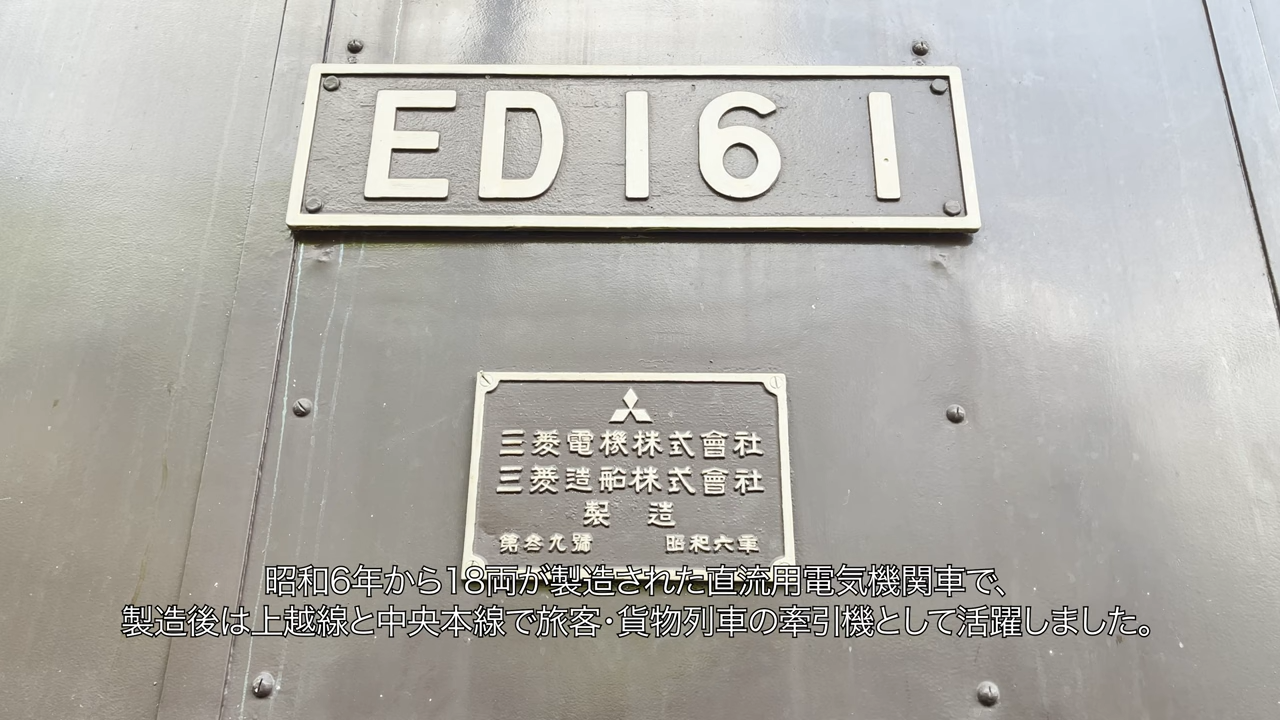 ED16 1
三菱電機株式會社
三菱造船株式會社
製造
第叁九號 昭和六年
昭和6年から18両が製造された直流用電気機関車で、
製造後は上越線と中央本線で旅客・貨物列車の牽引機として活躍しました。